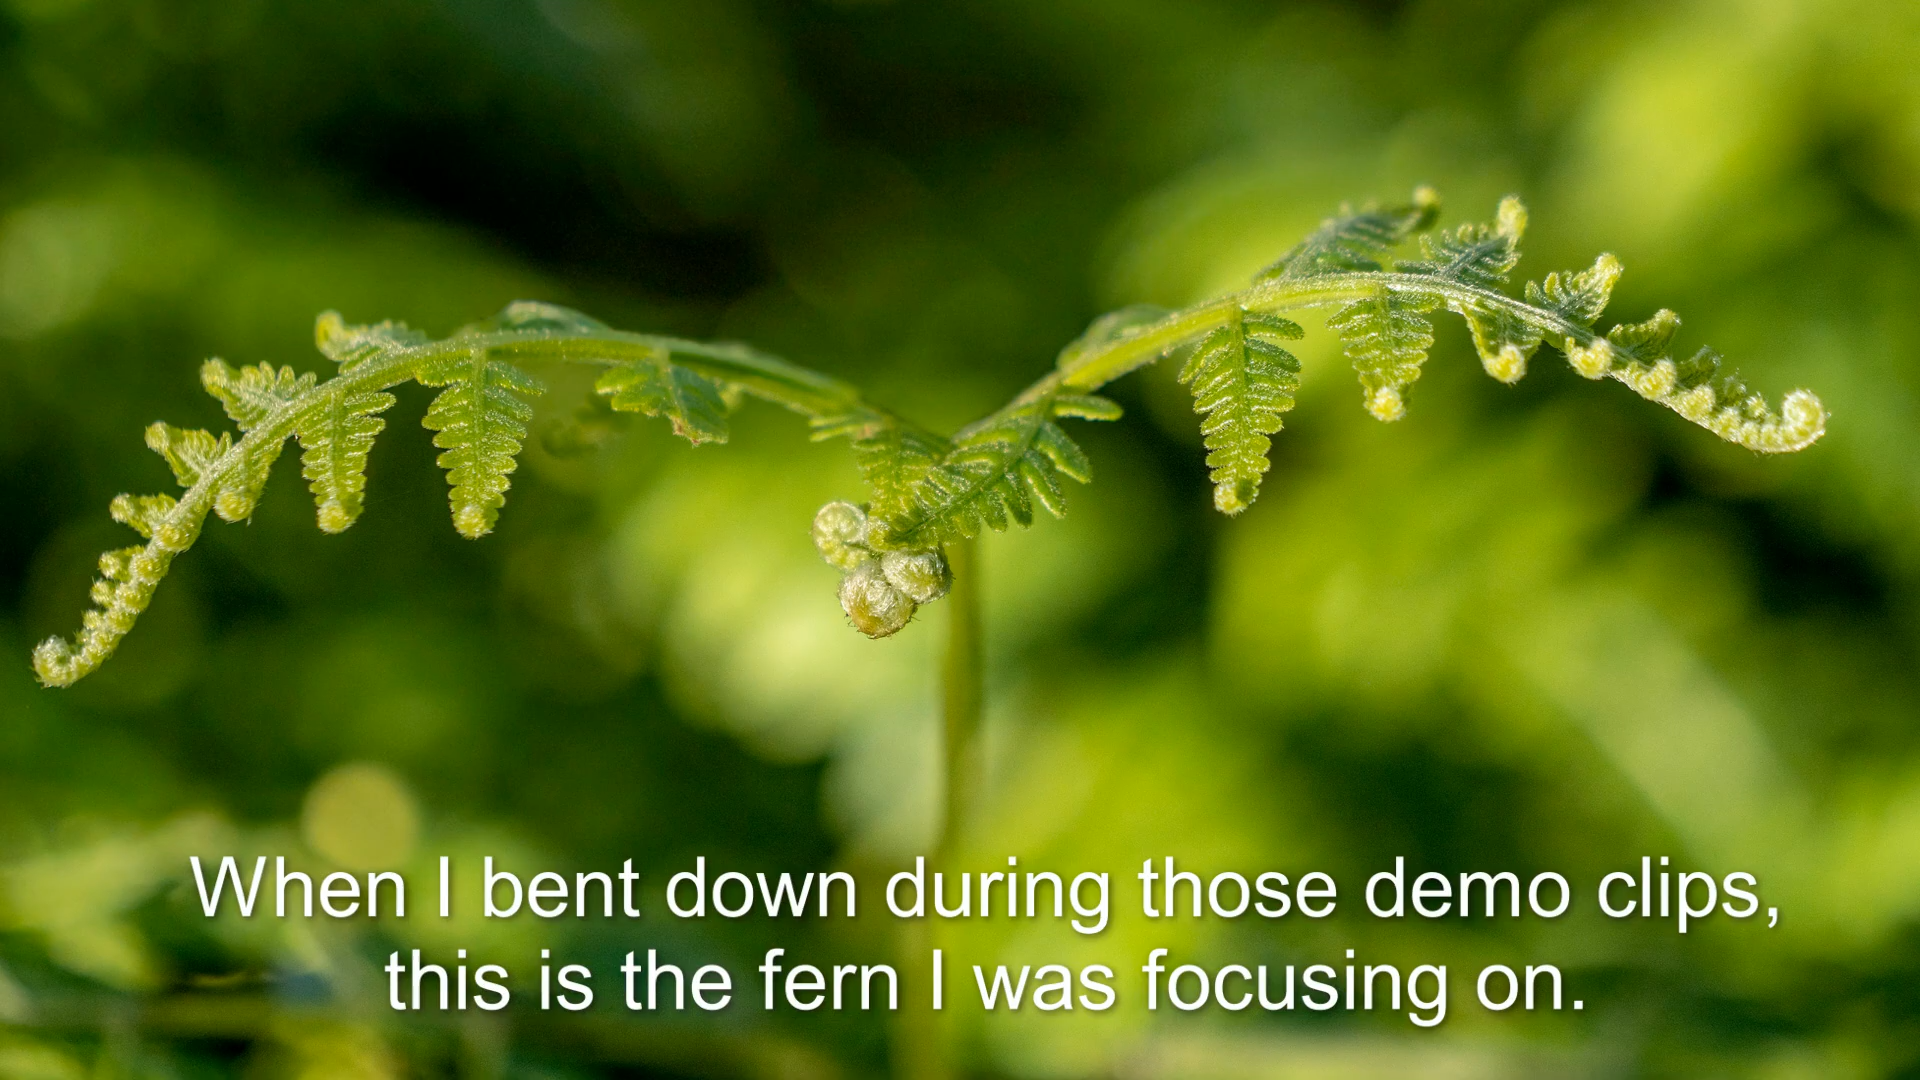 When I bent down during those demo clips,
this is the fern I was focusing on.